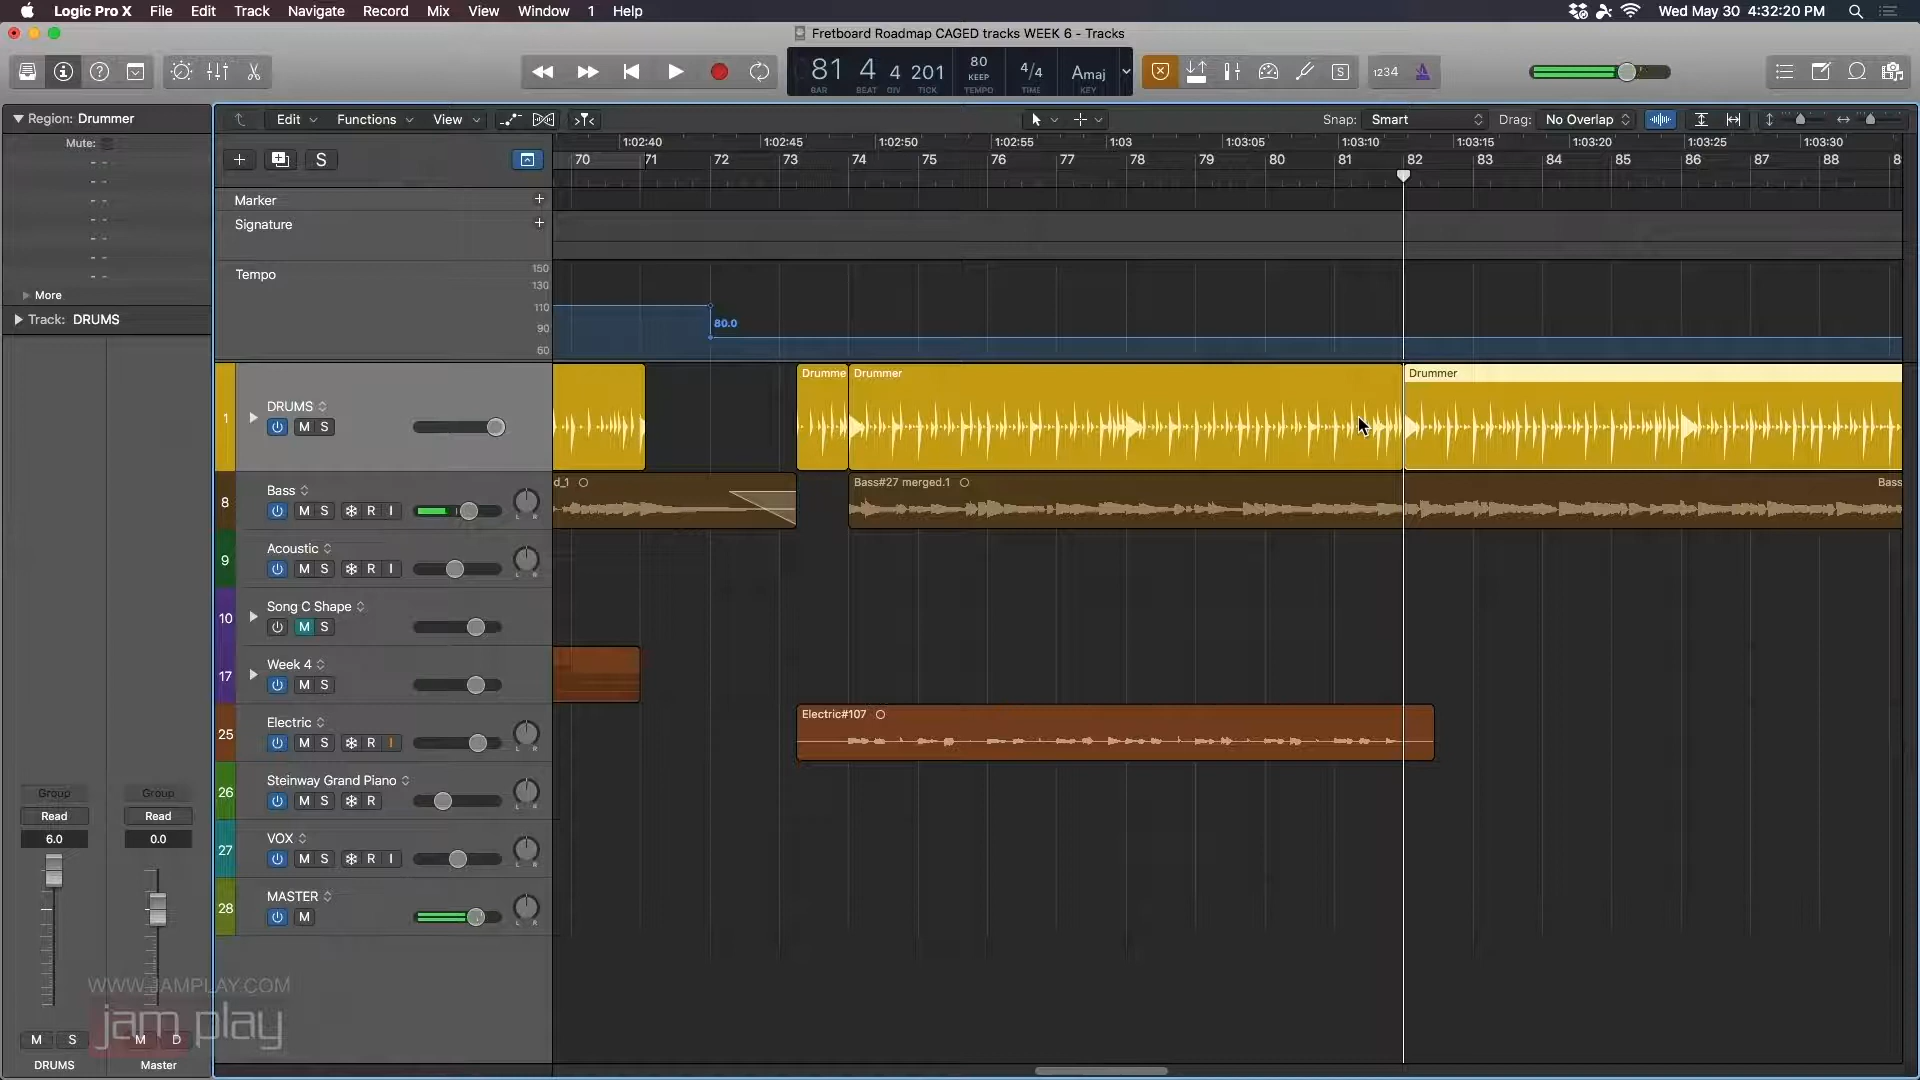 Logic Pro X File Edit Track Navigate Record Mix View Window 1 Help Wed May 30 4:32:20 PM
Fretboard Roadmap CAGED tracks WEEK 6 - Tracks
81 4 4 201 80 KEEP 4/4 Amaj 1234
BAR BEAT DIV TICK TEMPO TIME KEY
Region: Drummer
Edit Functions View Snap: Smart Drag: No Overlap
Mute:
1:02:40 1:02:45 1:02:50 1:02:55 1:03 1:03:05 1:03:10 1:03:15 1:03:20 1:03:25 1:03:30
70 71 72 73 74 75 76 77 78 79 80 81 82 83 84 85 86 87 88 8
S
Marker
Signature
Tempo
150
130
110
90
50
80.0
More
Track: DRUMS
Drumme Drummer Drummer
1 DRUMS
M S
Bass
8
M S R I
d_1 Bass#27 merged.1 Bass
Acoustic
9
M S R I
Song C Shape
10
M S
Week 4
17
M S
Electric
25
M S R I
Electric#107
Steinway Grand Piano
26
M S R
VOX
27
M S R I
MASTER
28
M
Group Group
Read Read
6.0 0.0
WWW.JAMPLAY.COM
jam play
M S M D
DRUMS Master